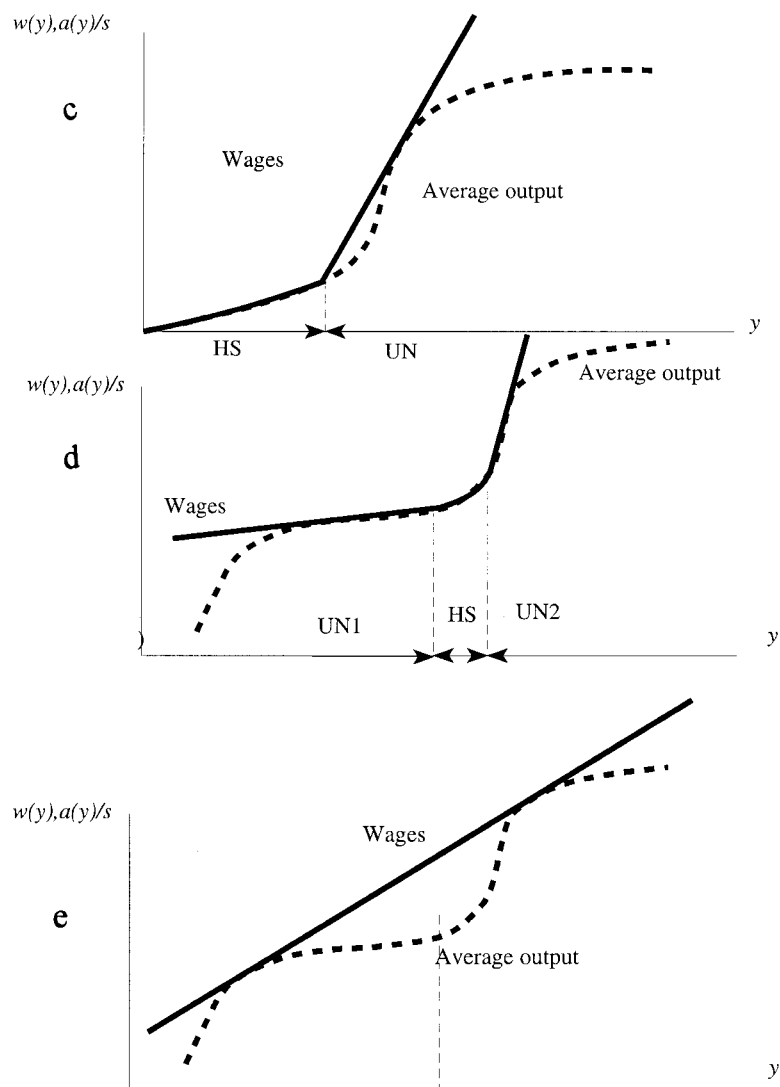 w(y),a(y)/s
c
Wages
Average output
y
HS UN
w(y),a(y)/s
Average output
d
Wages
UN1 HS UN2
)
y
w(y),a(y)/s
Wages
e
Average output
y